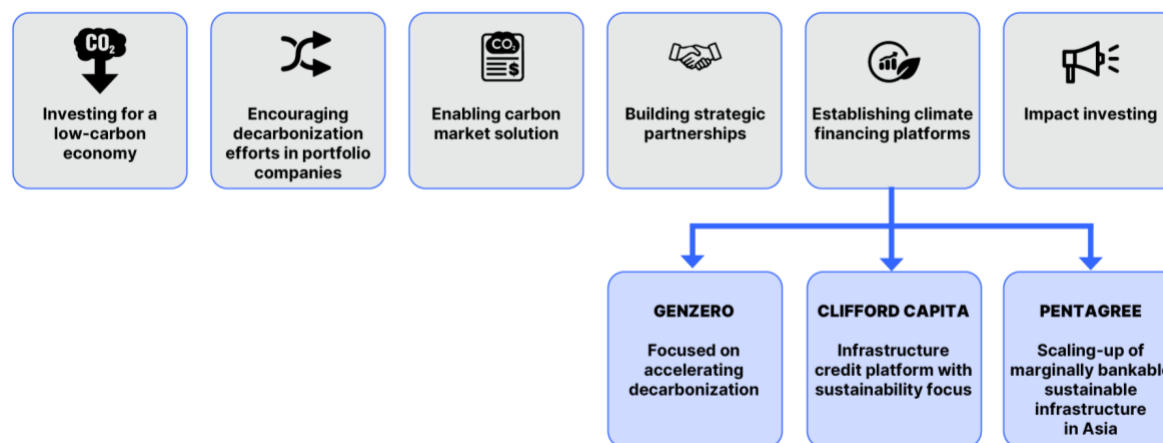 CO₂
Investing for a
low-carbon
economy
Encouraging
decarbonization
efforts in portfolio
companies
CO₂
$
Enabling carbon
market solution
Building strategic
partnerships
Establishing climate
financing platforms
Impact investing
GENZERO
Focused on
accelerating
decarbonization
CLIFFORD CAPITA
Infrastructure
credit platform with
sustainability focus
PENTAGREE
Scaling-up of
marginally bankable
sustainable
infrastructure
in Asia